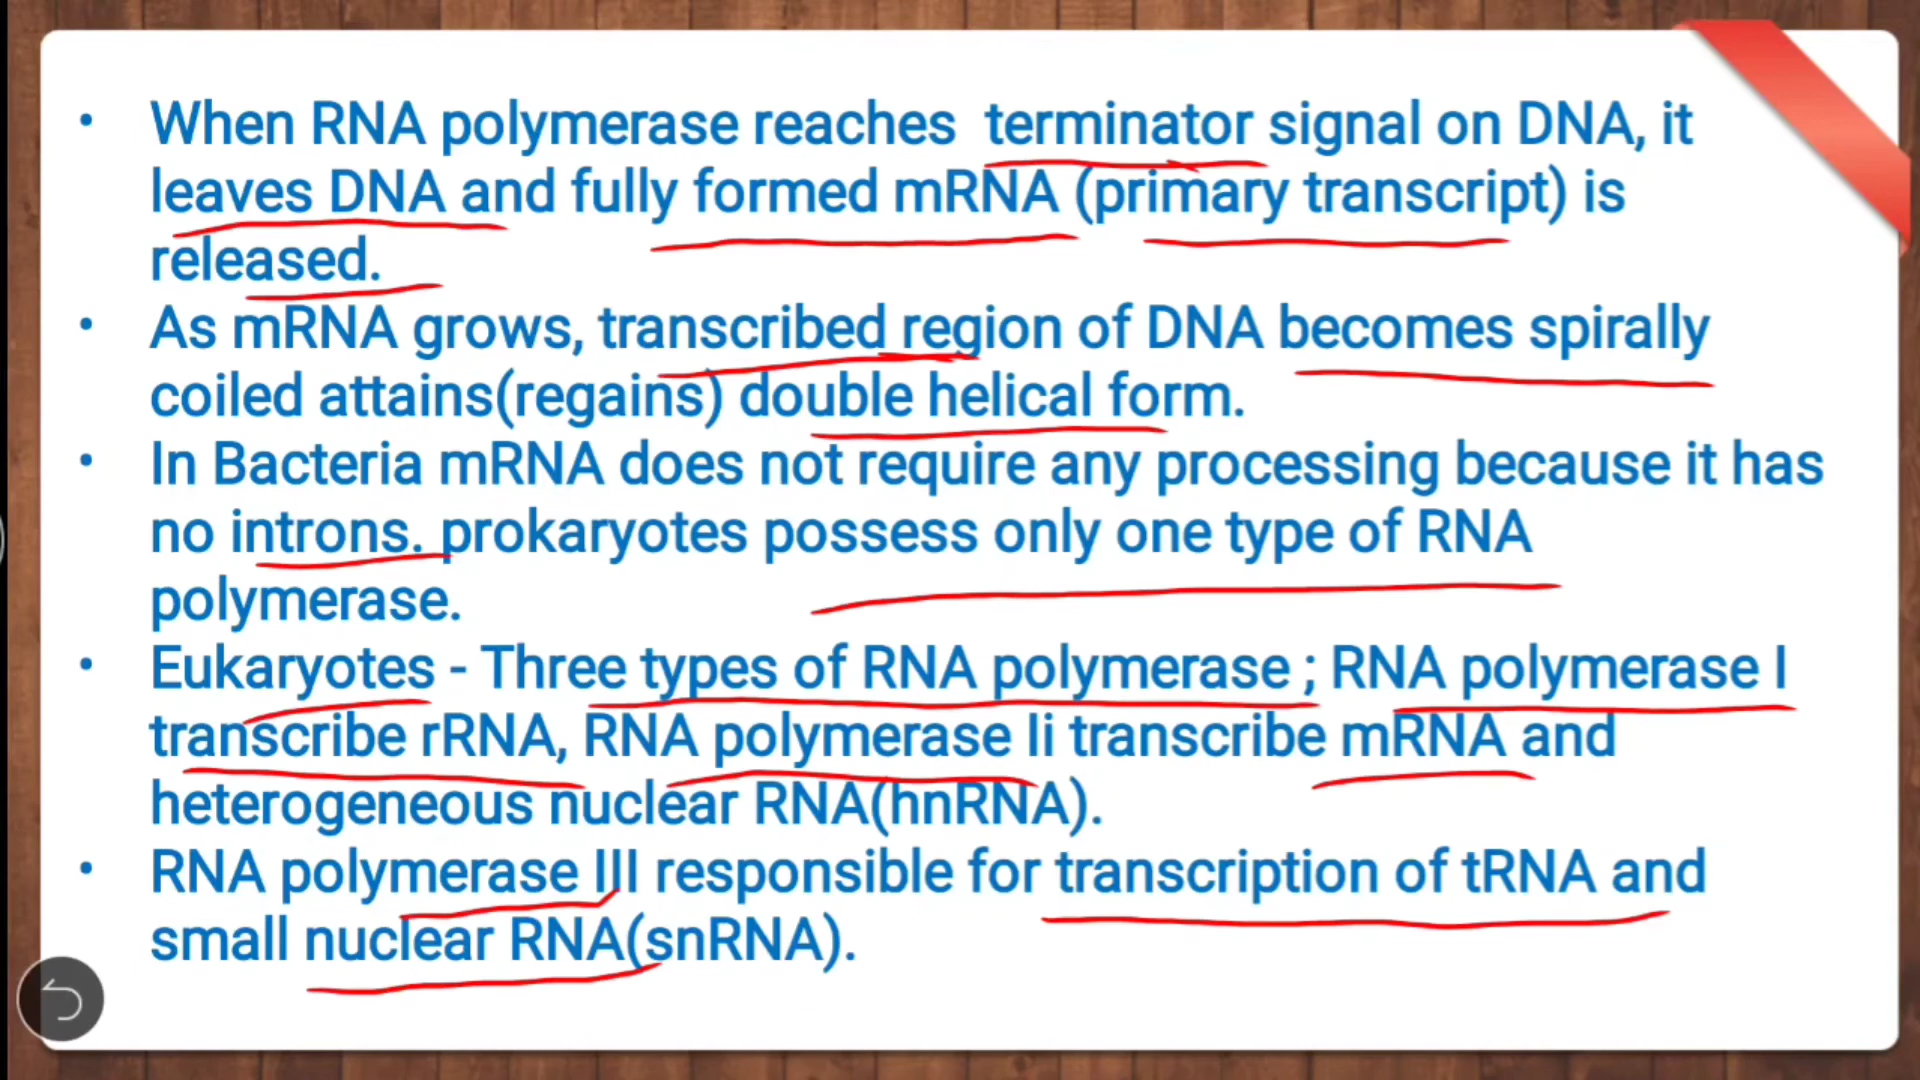 • When RNA polymerase reaches terminator signal on DNA, it
leaves DNA and fully formed mRNA (primary transcript) is
released.
• As mRNA grows, transcribed region of DNA becomes spirally
coiled attains(regains) double helical form.
• In Bacteria mRNA does not require any processing because it has
no introns. prokaryotes possess only one type of RNA
polymerase.
• Eukaryotes - Three types of RNA polymerase ; RNA polymerase I
transcribe rRNA, RNA polymerase Ii transcribe mRNA and
heterogeneous nuclear RNA(hnRNA).
• RNA polymerase III responsible for transcription of tRNA and
small nuclear RNA(snRNA).